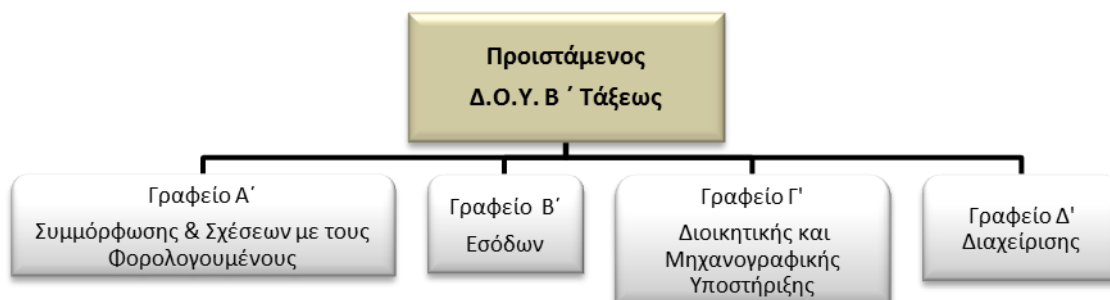 Προιστάμενος
Δ.Ο.Υ. Β ΄ Τάξεως
Γραφείο Α΄
Συμμόρφωσης & Σχέσεων με τους
Φορολογουμένους
Γραφείο Β΄
Εσόδων
Γραφείο Γ'
Διοικητικής και
Μηχανογραφικής
Υποστήριξης
Γραφείο Δ'
Διαχείρισης